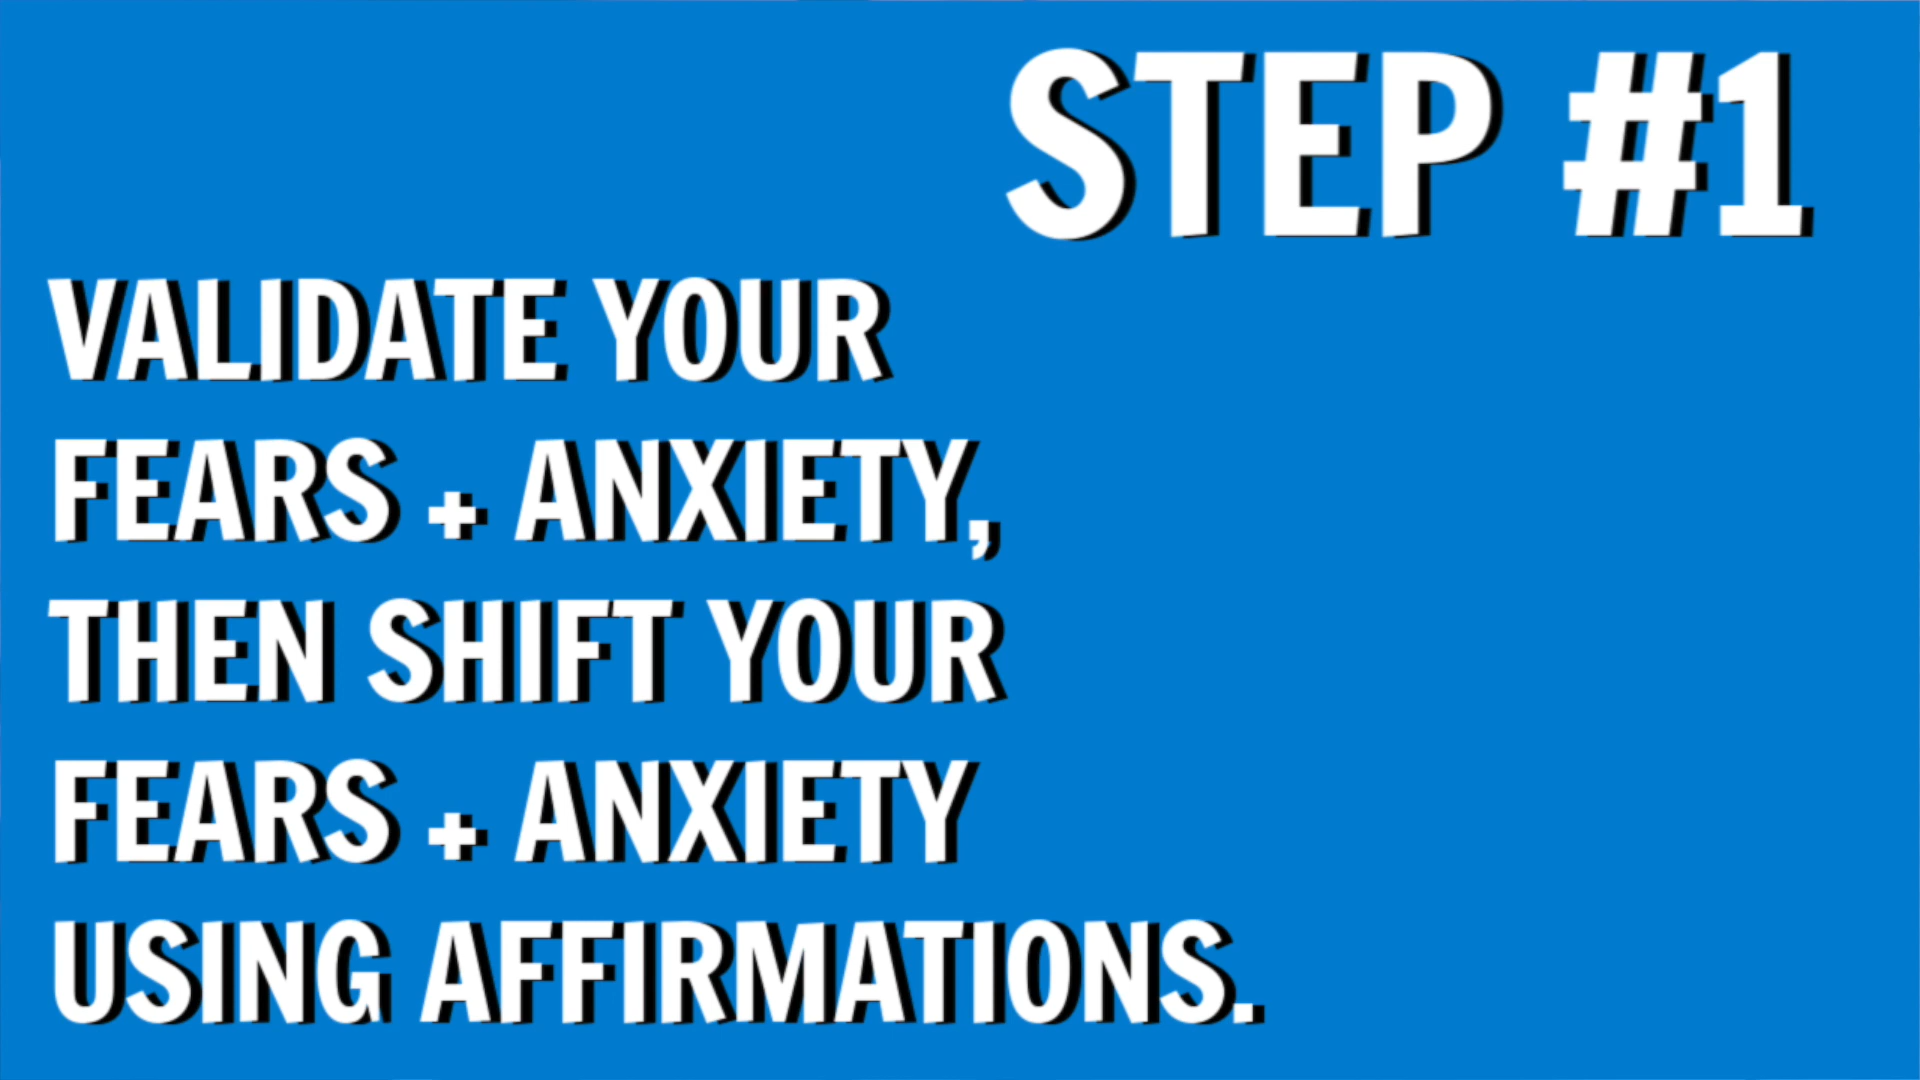 STEP #1
VALIDATE YOUR
FEARS + ANXIETY,
THEN SHIFT YOUR
FEARS + ANXIETY
USING AFFIRMATIONS.